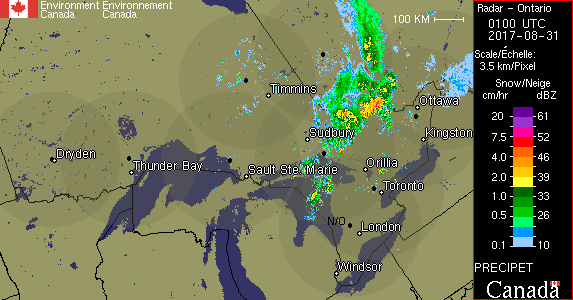 Environment Environnement
Canada Canada
100 KM
Timmins
Ottawa
Sudbury
Kingston
Dryden
Thunder Bay
Sault Ste. Marie
Orillia
Toronto
N/O
London
Windsor
Radar - Ontario
0100 UTC
2017-08-31
Scale/Échelle:
3.5 km/Pixel
Snow/Neige
cm/hr dBZ
20 61
7.5 57
5.0 52
4.0 46
2.0 39
1.0 33
0.5 26
0.1 10
PRECIPET
Canada